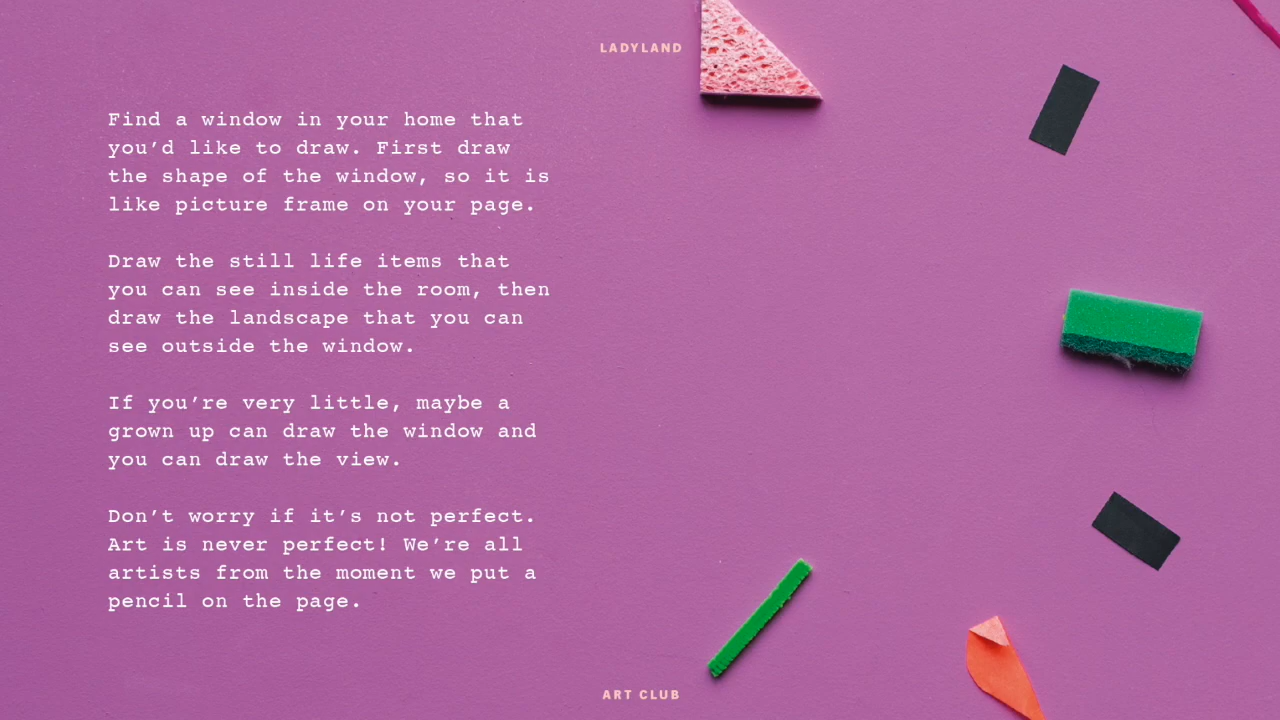 LADYLAND
Find a window in your home that
you’d like to draw. First draw
the shape of the window, so it is
like picture frame on your page.
Draw the still life items that
you can see inside the room, then
draw the landscape that you can
see outside the window.
If you’re very little, maybe a
grown up can draw the window and
you can draw the view.
Don’t worry if it’s not perfect.
Art is never perfect! We’re all
artists from the moment we put a
pencil on the page.
ART CLUB